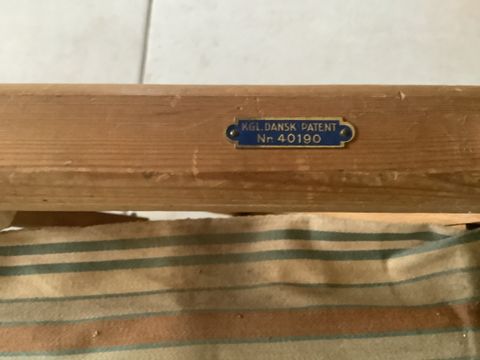 KGL. DANSK PATENT
Nr. 40190